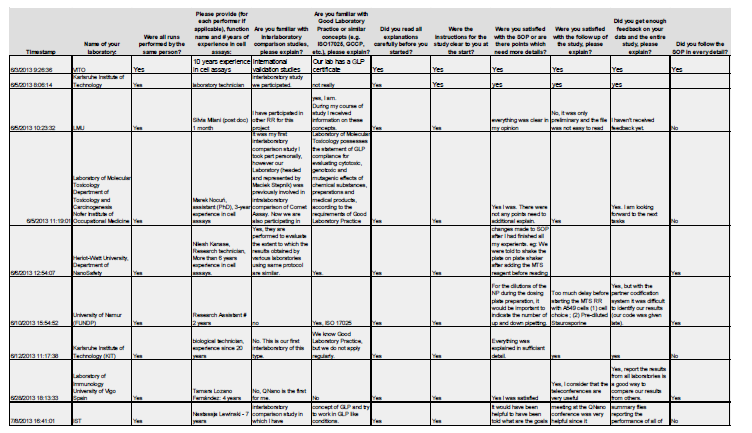 Timestamp
Name of your laboratory:
Were all runs performed by the same person?
Please provide (for each performer if applicable), function name and # years of experience in cell assays:
Are you familiar with interlaboratory comparison studies, please explain?
Are you familiar with Good Laboratory Practice or similar concepts (e.g. ISO17025, GCCP, etc.), please explain?
Did you read all explanations carefully before you started?
Were the instructions for the study clear to you at the start?
Were you satisfied with the SOP or are there points which need more details?
Were you satisfied with the follow up of the study, please explain?
Did you get enough feedback on your data and the entire study, please explain?
Did you follow the SOP in every detail?
6/3/2013 9:26:36
VITO
Yes
10 years experience in cell assays
International validation studies
Our lab has a GLP certificate
Yes
Yes
Yes
Yes
Yes
Yes
6/5/2013 8:06:14
Karlsruhe Institute of Technology
Yes
laboratory technician
interlaboratory study we participated.
not really
Yes
yes
yes
yes
yes
Yes
6/5/2013 10:23:32
LMU
Yes
Silvia Milani (post doc) 1 month
I have participated in other RR for this project
yes, I am. During my course of study I received information on these concepts.
Yes
Yes
everything was clear in my opinion
No, it was only preliminary and the file was not easy to read
I haven't received feedback yet.
No
6/5/2013 11:19:01
Laboratory of Molecular Toxicology Department of Toxicology and Carcinogenesis Nofer Institute of Occupational Medicine
Yes
Marek Nocuń, assistant (PhD), 3-year experience in cell assays
It was my first interlaboratory comparison study I took part personally, however our Laboratory (headed and represented by Maciek Stepnik) was previously involved in interlaboratory comparison of Comet Assay. Now we are also participating in
Laboratory of Molecular Toxicology possesses the statement of GLP compliance for evaluating cytotoxic, genotoxic and mutagenic effects of chemical substances, preparations and medical products, according to the requirements of Good Laboratory Practice
Yes
Yes
Yes I was. There were not any points need to additional explain.
Yes
Yes. I am looking forward to the next tasks
No
6/6/2013 12:54:07
Heriot-Watt University, Department of NanoSafety
Yes
Nilesh Kanase, Research technician, More than 6 years experience in cell assays.
Yes, they are performed to evaluate the extent to which the results obtained by various laboratories using same protocol are similar.
Yes.
Yes
Yes
changes made to SOP after I had finished all my experients. eg: We were told to shake the plate on plate shaker after adding the MTS reagent before reading
Yes
6/10/2013 15:54:52
University of Namur (FUNDP)
Yes
Research Assistant # 2 years
no
Yes, ISO 17025
Yes
Yes
For the dilutions of the NP during the dosing plate preparation, it would be important to indicate the number of up and down pipetting.
Too much delay before starting the MTS RR with A549 cells (1) cell choice ; (2) Pre-diluted Staurosporine
Yes, but with the partner codification system it was difficult to identify our results (our code was given late).
Yes
6/12/2013 11:17:38
Karlsruhe Institute of Technology (KIT)
Yes
biological technician, experience since 20 years
No. This is our first interlaboratory of this type.
We know Good Laboratory Practice, but we do not apply regularly.
Yes
Yes
Everything was explained in sufficient detail.
yes
yes
No
6/28/2013 18:13:33
Laboratory of Immunology University of Vigo Spain
Yes
Tamara Lozano Fernández: 4 years
No, QNano is the first for me.
No
Yes
Yes
Yes I was satisfied
Yes, I consider that the teleconferences are very useful
Yes, report the results from all laboratories is a good way to compare our results from others.
Yes
7/8/2013 16:41:01
IST
Yes
Nastassja Lewinski - 7 years
interlaboratory comparison study in which I have
concept of GLP and try to work in GLP like conditions.
Yes
Yes
It would have been helpful to have been told what are the goals
meeting at the QNano conference was very helpful since it
summary files reporting the performance of all of
No